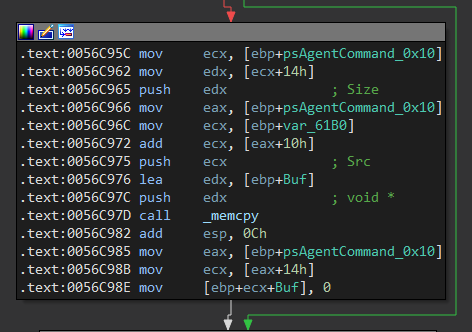 .text:0056C95C mov ecx, [ebp+psAgentCommand_0x10]
.text:0056C962 mov edx, [ecx+14h]
.text:0056C965 push edx ; Size
.text:0056C966 mov eax, [ebp+psAgentCommand_0x10]
.text:0056C96C mov ecx, [ebp+var_61B0]
.text:0056C972 add ecx, [eax+10h]
.text:0056C975 push ecx ; Src
.text:0056C976 lea edx, [ebp+Buf]
.text:0056C97C push edx ; void *
.text:0056C97D call _memcpy
.text:0056C982 add esp, 0Ch
.text:0056C985 mov eax, [ebp+psAgentCommand_0x10]
.text:0056C98B mov ecx, [eax+14h]
.text:0056C98E mov [ebp+ecx+Buf], 0